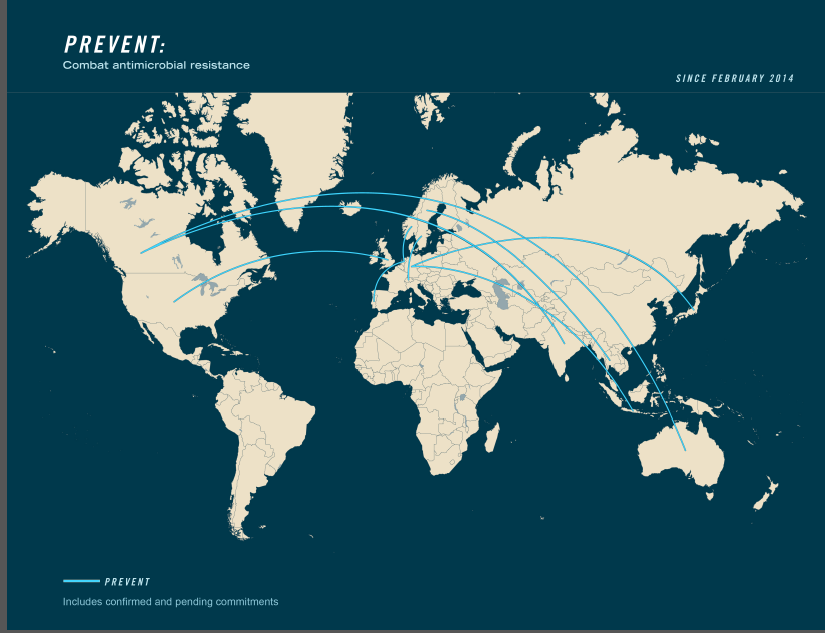 PREVENT:
Combat antimicrobial resistance
SINCE FEBRUARY 2014
PREVENT
Includes confirmed and pending commitments